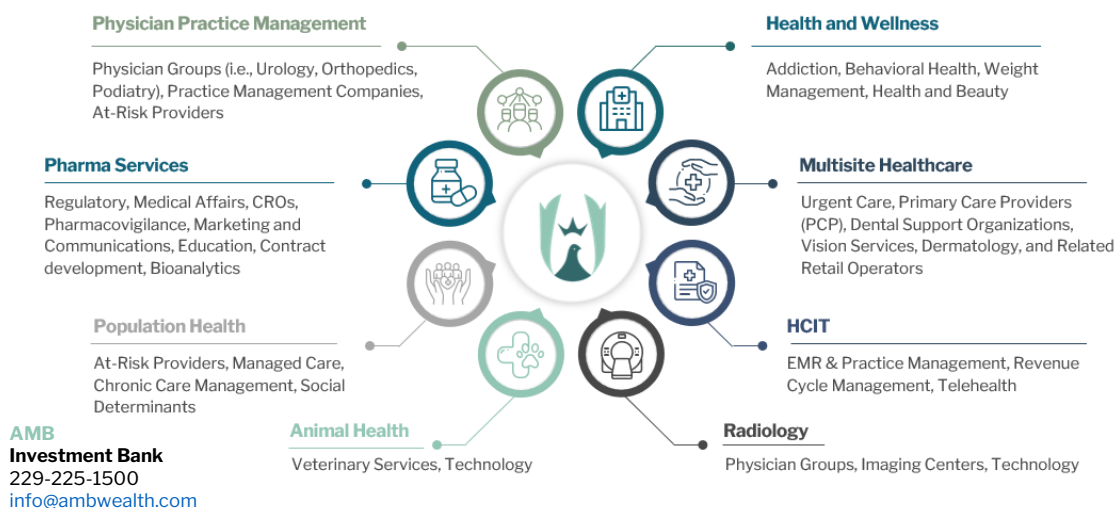 Physician Practice Management
Physician Groups (i.e., Urology, Orthopedics,
Podiatry), Practice Management Companies,
At-Risk Providers
Health and Wellness
Addiction, Behavioral Health, Weight
Management, Health and Beauty
Pharma Services
Regulatory, Medical Affairs, CROs,
Pharmacovigilance, Marketing and
Communications, Education, Contract
development, Bioanalytics
Multisite Healthcare
Urgent Care, Primary Care Providers
(PCP), Dental Support Organizations,
Vision Services, Dermatology, and Related
Retail Operators
Population Health
At-Risk Providers, Managed Care,
Chronic Care Management, Social
Determinants
HCIT
EMR & Practice Management, Revenue
Cycle Management, Telehealth
Animal Health
Veterinary Services, Technology
Radiology
Physician Groups, Imaging Centers, Technology
AMB
Investment Bank
229-225-1500
info@ambwealth.com